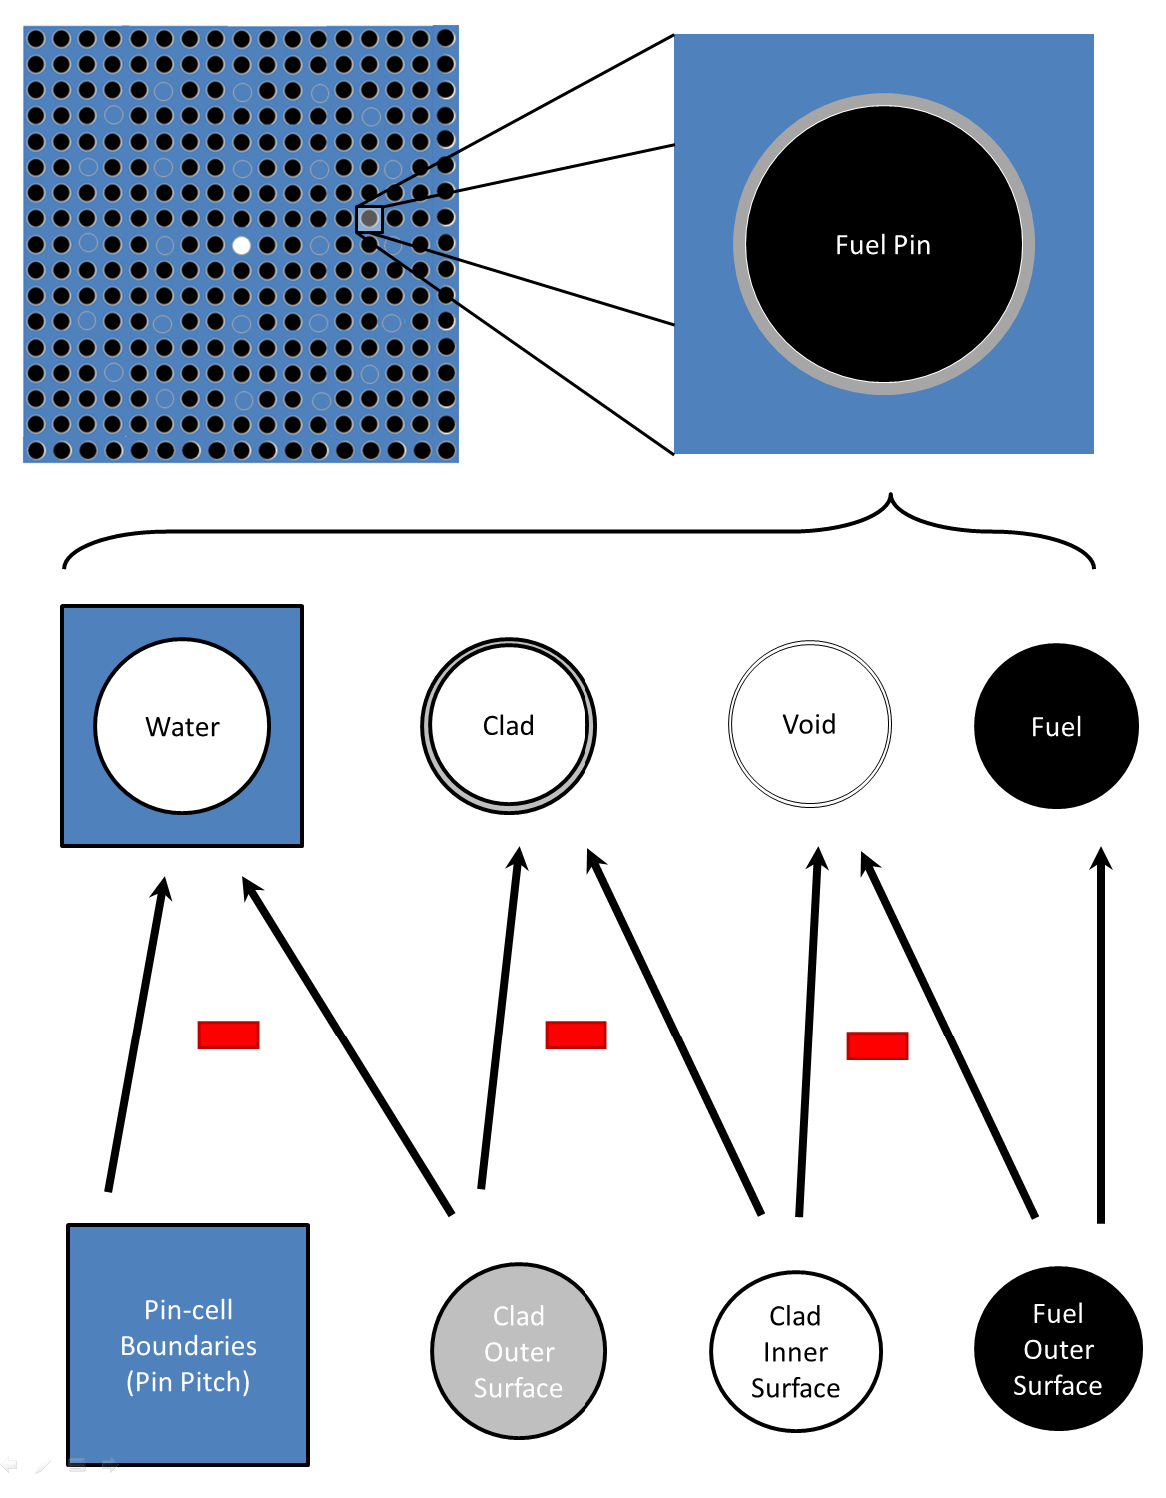 Fuel Pin
Water
Clad
Void
Fuel
Pin-cell
Boundaries
(Pin Pitch)
Clad
Outer
Surface
Clad
Inner
Surface
Fuel
Outer
Surface